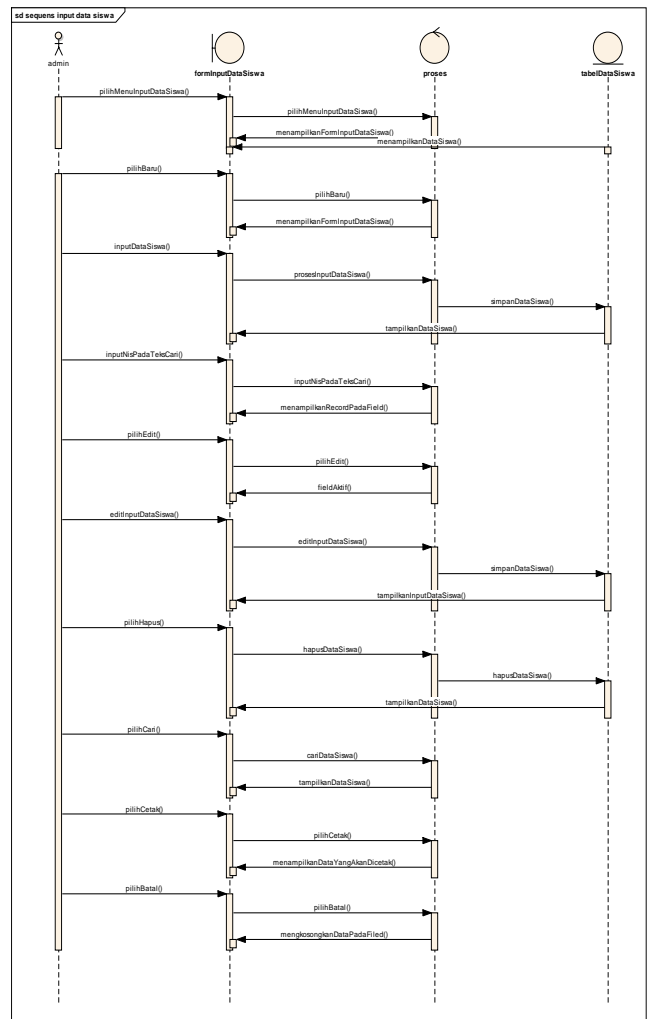 sd sequens input data siswa
admin
formInputDataSiswa
proses
tabelDataSiswa
pilihMenuInputDataSiswa()
pilihMenuInputDataSiswa()
menampilkanFormInputDataSiswa()
menampilkanDataSiswa()
pilihBaru()
pilihBaru()
menampilkanFormInputDataSiswa()
inputDataSiswa()
prosesInputDataSiswa()
simpanDataSiswa()
tampilkanDataSiswa()
inputNisPadaTeksCari()
inputNisPadaTeksCari()
menampilkanRecordPadaField()
pilihEdit()
pilihEdit()
fieldAktif()
editInputDataSiswa()
editInputDataSiswa()
simpanDataSiswa()
tampilkanInputDataSiswa()
pilihHapus()
hapusDataSiswa()
hapusDataSiswa()
tampilkanDataSiswa()
pilihCari()
cariDataSiswa()
tampilkanDataSiswa()
pilihCetak()
pilihCetak()
menampilkanDataYangAkanDicetak()
pilihBatal()
pilihBatal()
mengkosongkanDataPadaFiled()